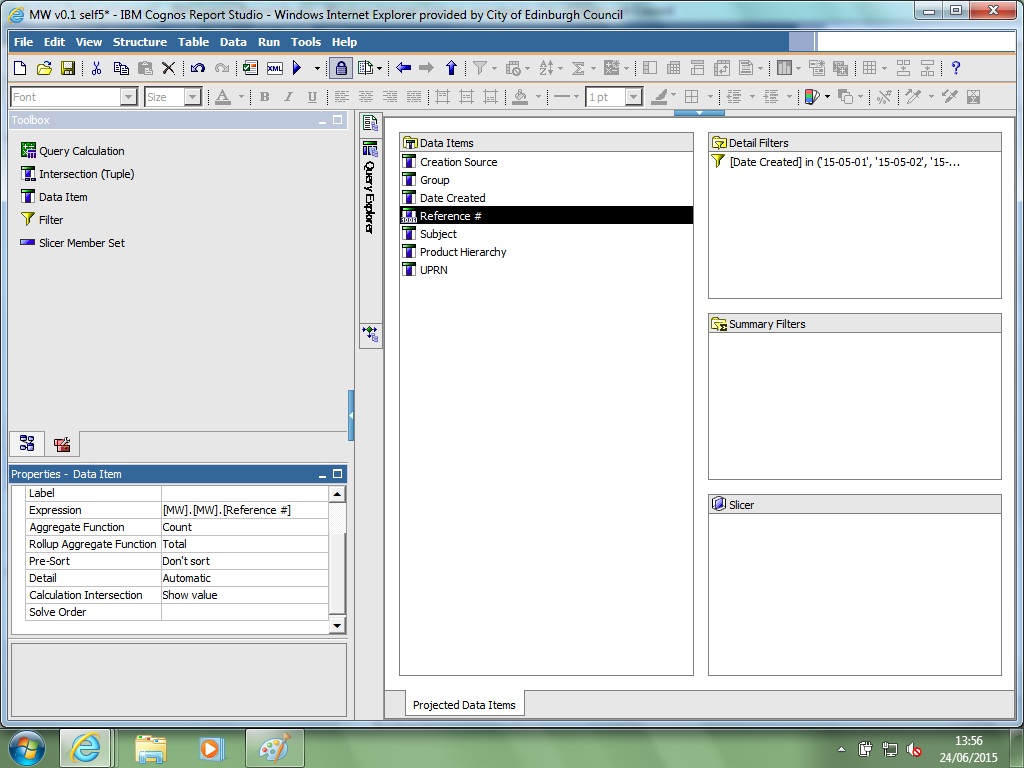 MW v0.1 self5* - IBM Cognos Report Studio - Windows Internet Explorer provided by City of Edinburgh Council
File Edit View Structure Table Data Run Tools Help
XML
Font Size A B I U 1 pt
Toolbox
Query Calculation
Intersection (Tuple)
Data Item
Filter
Slicer Member Set
Query Explorer
Data Items
Creation Source
Group
Date Created
Reference #
Subject
Product Hierarchy
UPRN
Detail Filters
[Date Created] in ('15-05-01', '15-05-02', '15-...
Summary Filters
Slicer
Properties - Data Item
Label
Expression [MW].[MW].[Reference #]
Aggregate Function Count
Rollup Aggregate Function Total
Pre-Sort Don't sort
Detail Automatic
Calculation Intersection Show value
Solve Order
Projected Data Items
13:56
24/06/2015